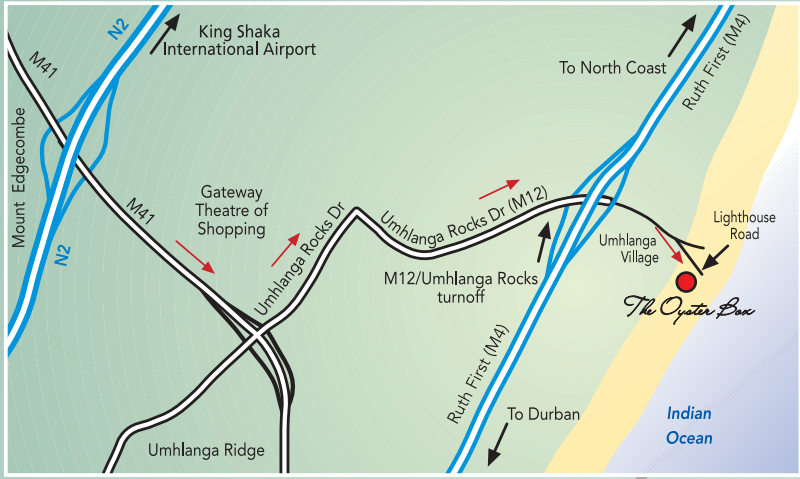 N2
King Shaka
International Airport
M41
Mount Edgecombe
To North Coast
Ruth First (M4)
M41
Gateway
Theatre of
Shopping
Umhlanga Rocks Dr
Umhlanga Rocks Dr (M12)
Lighthouse
Road
Umhlanga
Village
N2
M12/Umhlanga Rocks
turnoff
The Oyster Box
Ruth First (M4)
To Durban
Indian
Ocean
Umhlanga Ridge